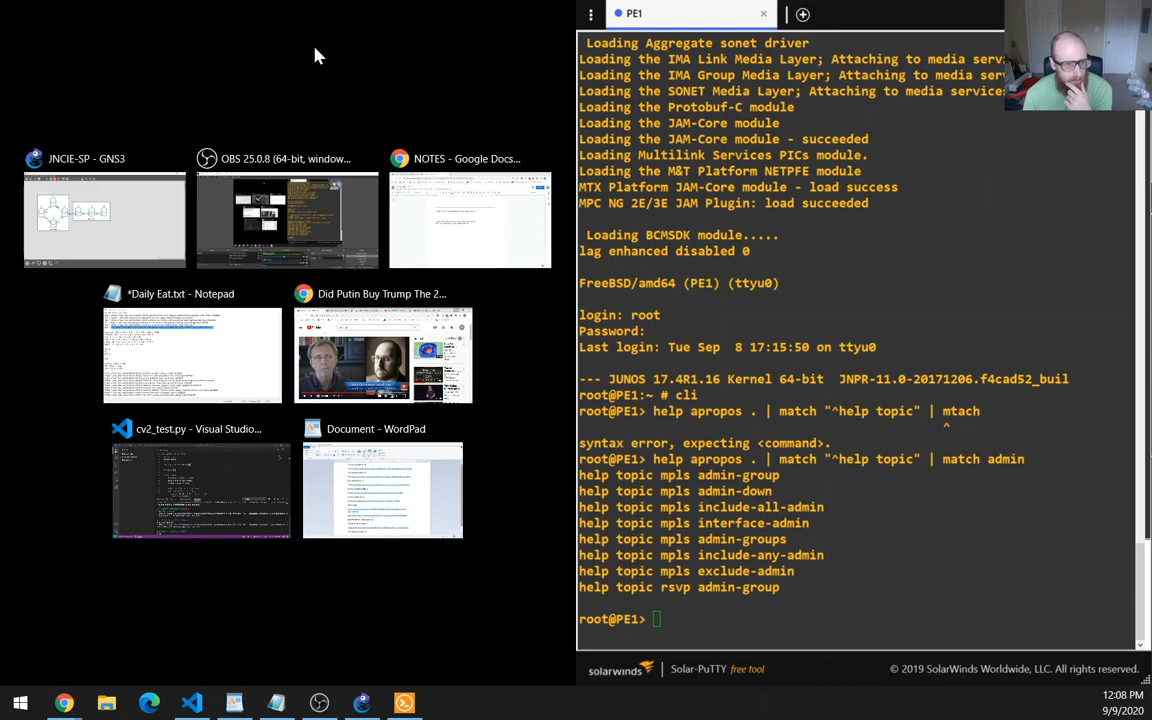 PE1
JNCIE-SP - GNS3
OBS 25.0.8 (64-bit, window...
NOTES - Google Docs...
*Daily Eat.txt - Notepad
Did Putin Buy Trump The 2...
cv2_test.py - Visual Studio...
Document - WordPad
Loading Aggregate sonet driver
Loading the IMA Link Media Layer; Attaching to media serv
Loading the IMA Group Media Layer; Attaching to media serv
Loading the SONET Media Layer; Attaching to media services
Loading the Protobuf-C module
Loading the JAM-Core module
Loading the JAM-Core module - succeeded
Loading Multilink Services PICs module.
Loading the M&T Platform NETPFE module
MTX Platform JAM-Core module - load success
MPC NG 2E/3E JAM Plugin: load succeeded
Loading BCMSDK module.....
lag enhanced disabled 0
FreeBSD/amd64 (PE1) (ttyu0)
login: root
Password:
Last login: Tue Sep  8 17:15:50 on ttyu0
--- JUNOS 17.4R1.16 Kernel 64-bit  JNPR-11.0-20171206.f4cad52_buil
root@PE1:~ # cli
root@PE1> help apropos . | match "^help topic" | mtach
^
syntax error, expecting <command>.
root@PE1> help apropos . | match "^help topic" | match admin
help topic mpls admin-group
help topic mpls admin-down
help topic mpls include-all-admin
help topic mpls interface-admin
help topic mpls admin-groups
help topic mpls include-any-admin
help topic mpls exclude-admin
help topic rsvp admin-group
root@PE1>
solarwinds
Solar-PuTTY free tool
© 2019 SolarWinds Worldwide, LLC. All rights reserved.
12:08 PM
9/9/2020